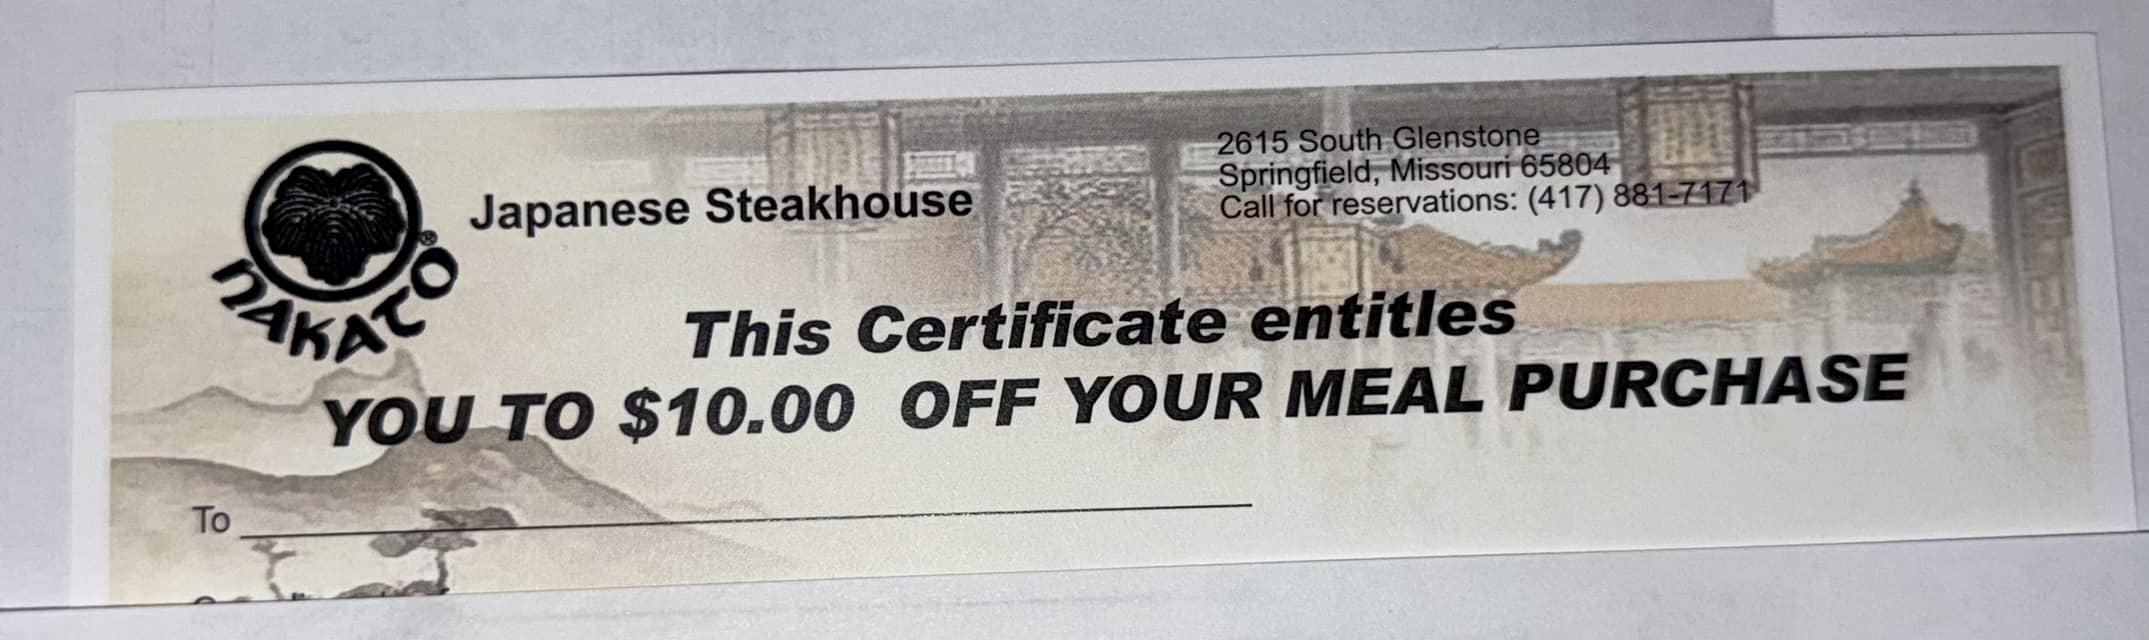 NAKATO®
Japanese Steakhouse
2615 South Glenstone
Springfield, Missouri 65804
Call for reservations: (417) 881-7171
This Certificate entitles
YOU TO $10.00 OFF YOUR MEAL PURCHASE
To